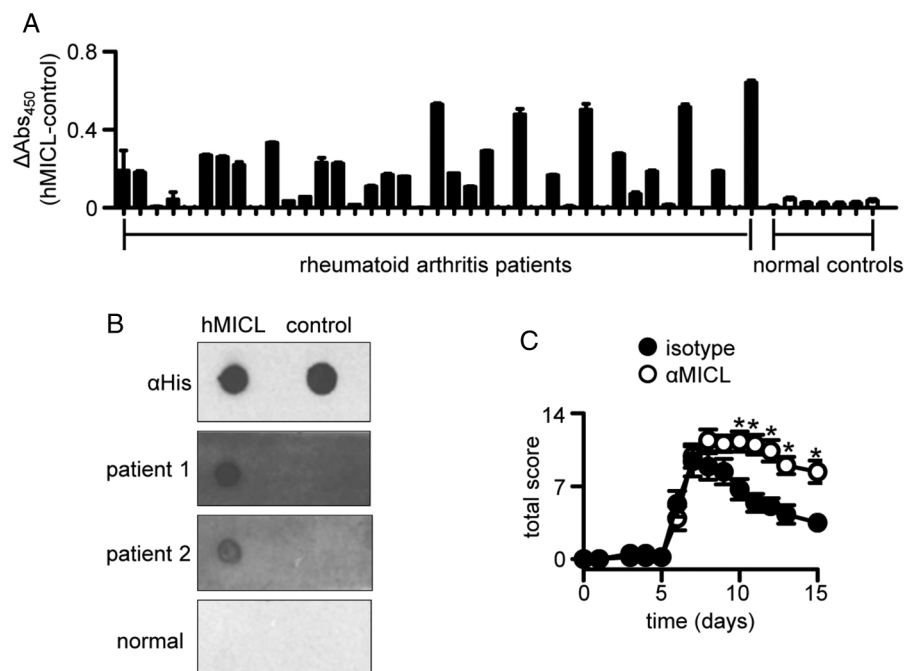 A
0.8
0.4
0
ΔAbs450
(hMICL-control)
rheumatoid arthritis patients
normal controls
B
hMICL control
αHis
patient 1
patient 2
normal
C
isotype
αMICL
14
7
0
total score
** * * *
0 5 10 15
time (days)